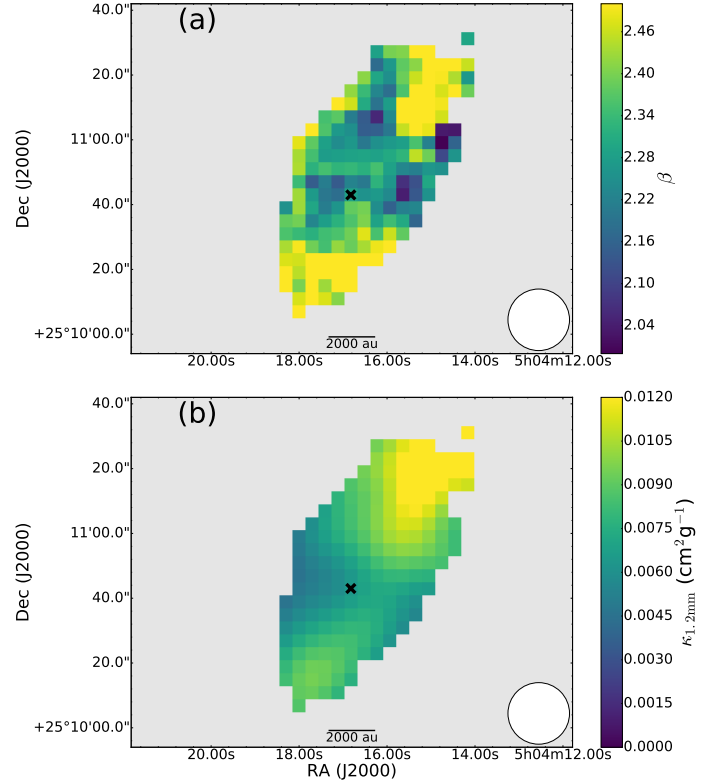 (a)
40.0"
20.0"
11'00.0"
40.0"
20.0"
+25°10'00.0"
Dec (J2000)
2000 au
20.00s 18.00s 16.00s 14.00s 5h04m12.00s
2.46
2.40
2.34
2.28
2.22
2.16
2.10
2.04
β
(b)
40.0"
20.0"
11'00.0"
40.0"
20.0"
+25°10'00.0"
Dec (J2000)
2000 au
20.00s 18.00s 16.00s 14.00s 5h04m12.00s
RA (J2000)
0.0120
0.0105
0.0090
0.0075
0.0060
0.0045
0.0030
0.0015
0.0000
κ1.2mm (cm²g⁻¹)